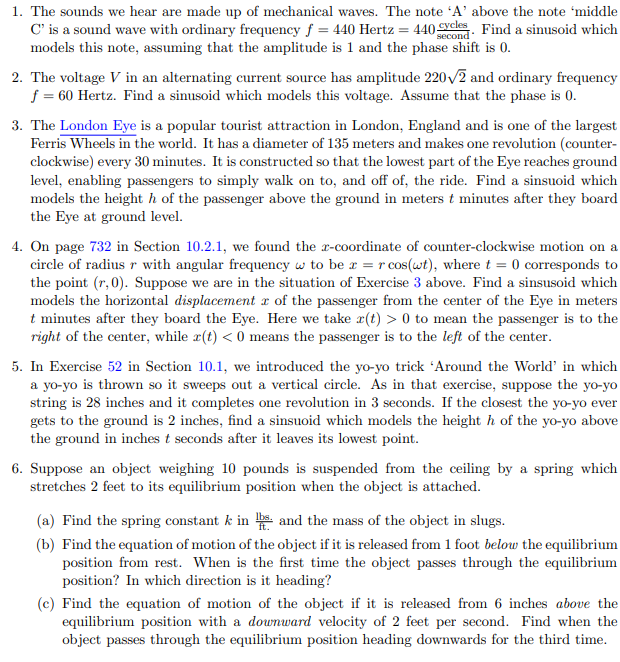 1. The sounds we hear are made up of mechanical waves. The note ‘A’ above the note ‘middle
C’ is a sound wave with ordinary frequency f = 440 Hertz = 440 cycles/second. Find a sinusoid which
models this note, assuming that the amplitude is 1 and the phase shift is 0.
2. The voltage V in an alternating current source has amplitude 220√2 and ordinary frequency
f = 60 Hertz. Find a sinusoid which models this voltage. Assume that the phase is 0.
3. The London Eye is a popular tourist attraction in London, England and is one of the largest
Ferris Wheels in the world. It has a diameter of 135 meters and makes one revolution (counter-
clockwise) every 30 minutes. It is constructed so that the lowest part of the Eye reaches ground
level, enabling passengers to simply walk on to, and off of, the ride. Find a sinsuoid which
models the height h of the passenger above the ground in meters t minutes after they board
the Eye at ground level.
4. On page 732 in Section 10.2.1, we found the x-coordinate of counter-clockwise motion on a
circle of radius r with angular frequency ω to be x = r cos(ωt), where t = 0 corresponds to
the point (r, 0). Suppose we are in the situation of Exercise 3 above. Find a sinsusoid which
models the horizontal displacement x of the passenger from the center of the Eye in meters
t minutes after they board the Eye. Here we take x(t) > 0 to mean the passenger is to the
right of the center, while x(t) < 0 means the passenger is to the left of the center.
5. In Exercise 52 in Section 10.1, we introduced the yo-yo trick ‘Around the World’ in which
a yo-yo is thrown so it sweeps out a vertical circle. As in that exercise, suppose the yo-yo
string is 28 inches and it completes one revolution in 3 seconds. If the closest the yo-yo ever
gets to the ground is 2 inches, find a sinsuoid which models the height h of the yo-yo above
the ground in inches t seconds after it leaves its lowest point.
6. Suppose an object weighing 10 pounds is suspended from the ceiling by a spring which
stretches 2 feet to its equilibrium position when the object is attached.
(a) Find the spring constant k in lbs./ft. and the mass of the object in slugs.
(b) Find the equation of motion of the object if it is released from 1 foot below the equilibrium
position from rest. When is the first time the object passes through the equilibrium
position? In which direction is it heading?
(c) Find the equation of motion of the object if it is released from 6 inches above the
equilibrium position with a downward velocity of 2 feet per second. Find when the
object passes through the equilibrium position heading downwards for the third time.